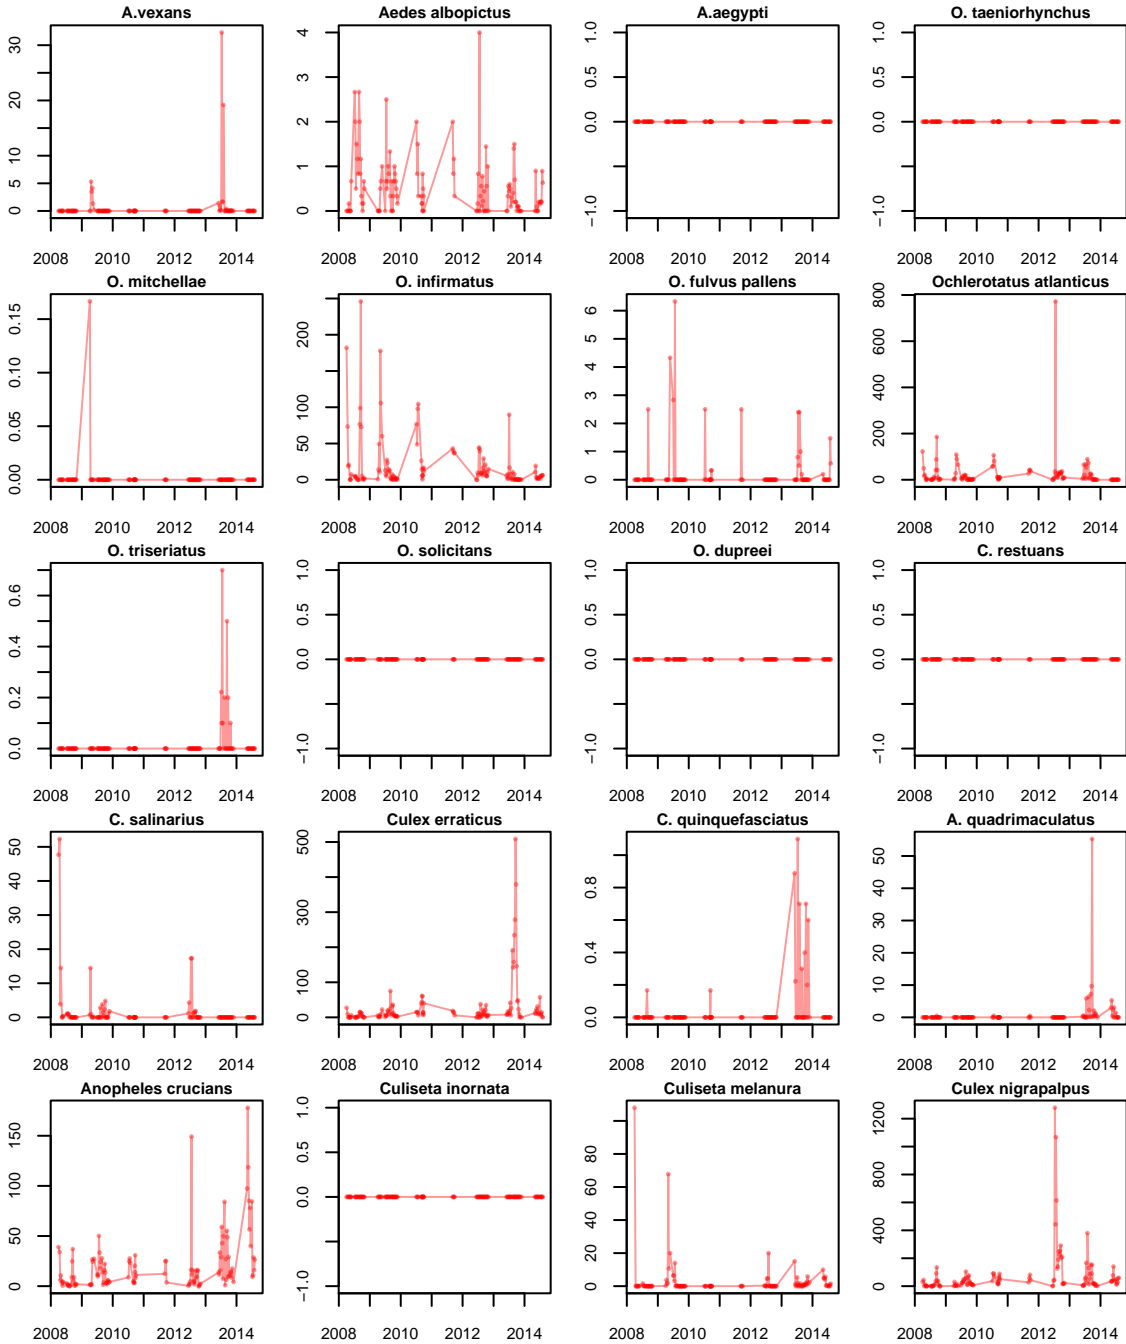 A.vexans
Aedes albopictus
A.aegypti
O. taeniorhynchus
0 5 15 30
0 1 2 3 4
−1.0 0.0 0.5 1.0
−1.0 0.0 0.5 1.0
2008 2010 2012 2014
2008 2010 2012 2014
2008 2010 2012 2014
2008 2010 2012 2014
O. mitchellae
O. infirmatus
O. fulvus pallens
Ochlerotatus atlanticus
0.00 0.05 0.10 0.15
0 50 100 200
0 1 2 3 4 5 6
0 200 400 600 800
2008 2010 2012 2014
2008 2010 2012 2014
2008 2010 2012 2014
2008 2010 2012 2014
O. triseriatus
O. solicitans
O. dupreei
C. restuans
0.0 0.2 0.4 0.6
−1.0 0.0 0.5 1.0
−1.0 0.0 0.5 1.0
−1.0 0.0 0.5 1.0
2008 2010 2012 2014
2008 2010 2012 2014
2008 2010 2012 2014
2008 2010 2012 2014
C. salinarius
Culex erraticus
C. quinquefasciatus
A. quadrimaculatus
0 10 20 30 40 50
0 100 300 500
0.0 0.4 0.8
0 10 20 30 40 50
2008 2010 2012 2014
2008 2010 2012 2014
2008 2010 2012 2014
2008 2010 2012 2014
Anopheles crucians
Culiseta inornata
Culiseta melanura
Culex nigrapalpus
0 50 100 150
−1.0 0.0 0.5 1.0
0 20 40 60 80
0 400 800 1200
2008 2010 2012 2014
2008 2010 2012 2014
2008 2010 2012 2014
2008 2010 2012 2014